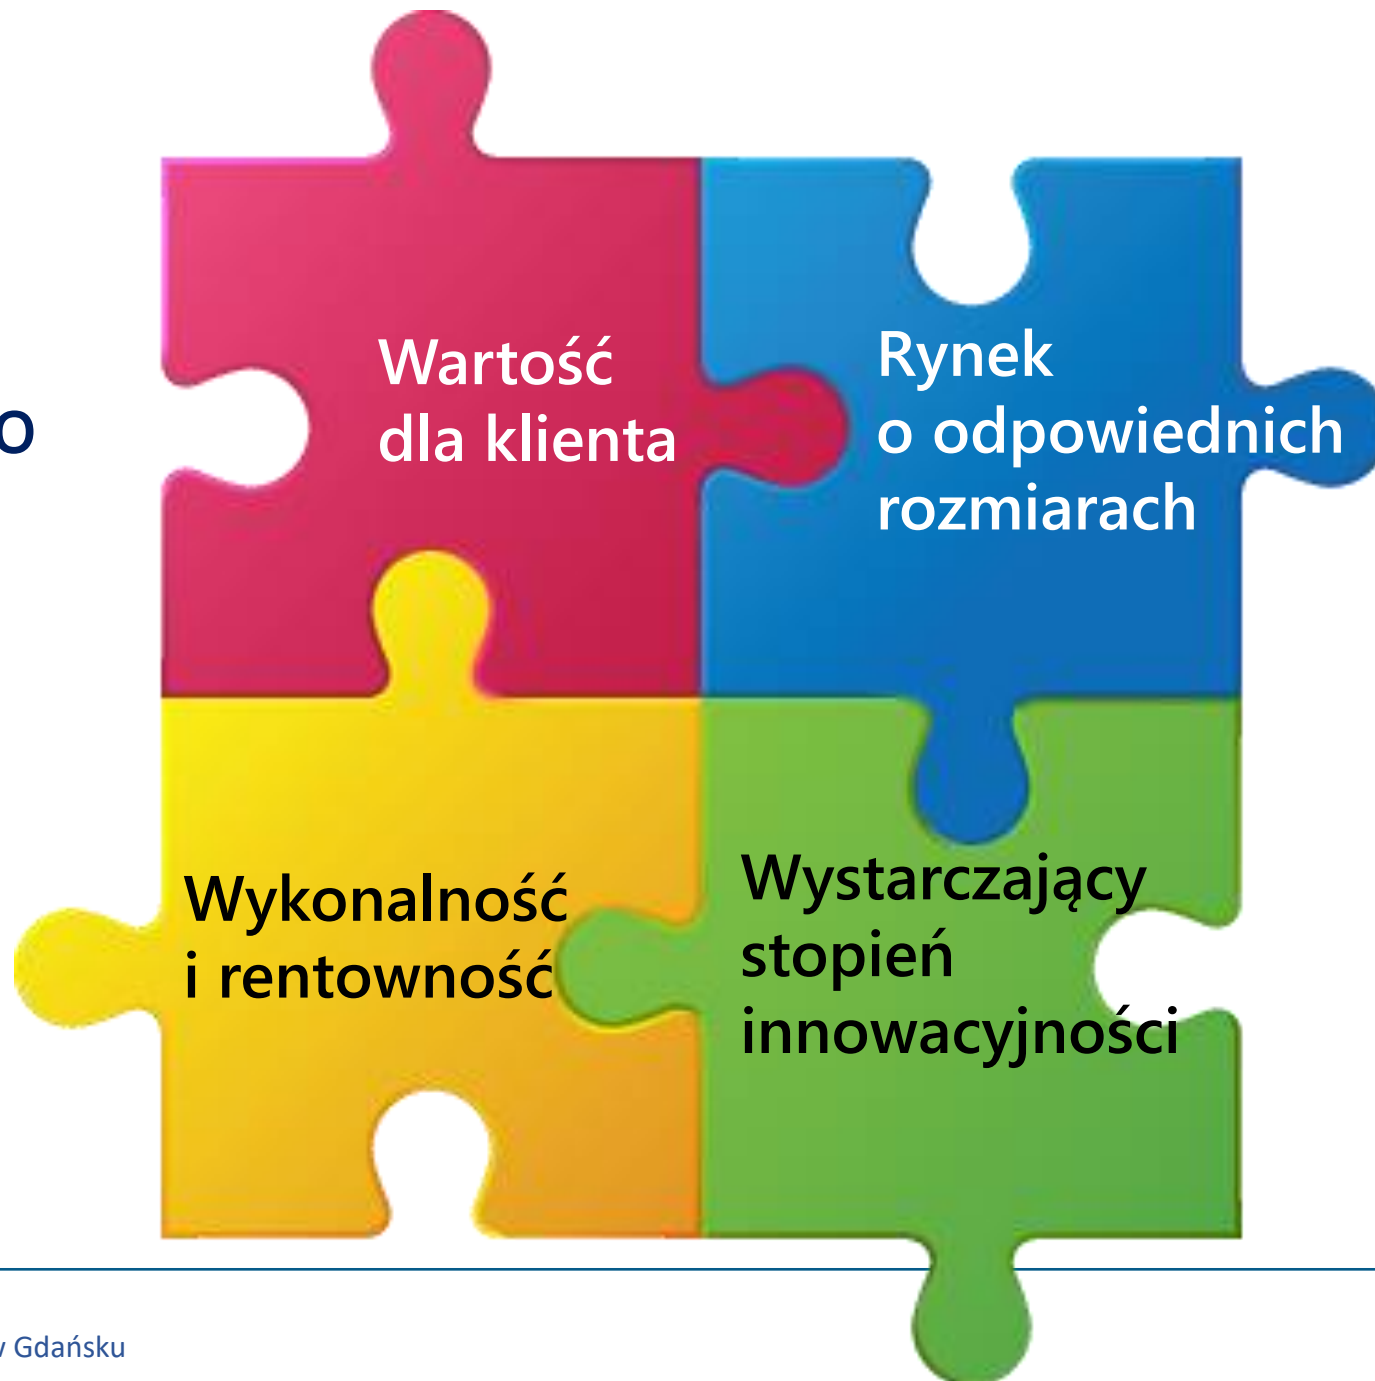 Wartość
dla klienta
Rynek
o odpowiednich
rozmiarach
o
Wykonalność
i rentowność
Wystarczający
stopień
innowacyjności
w Gdańsku